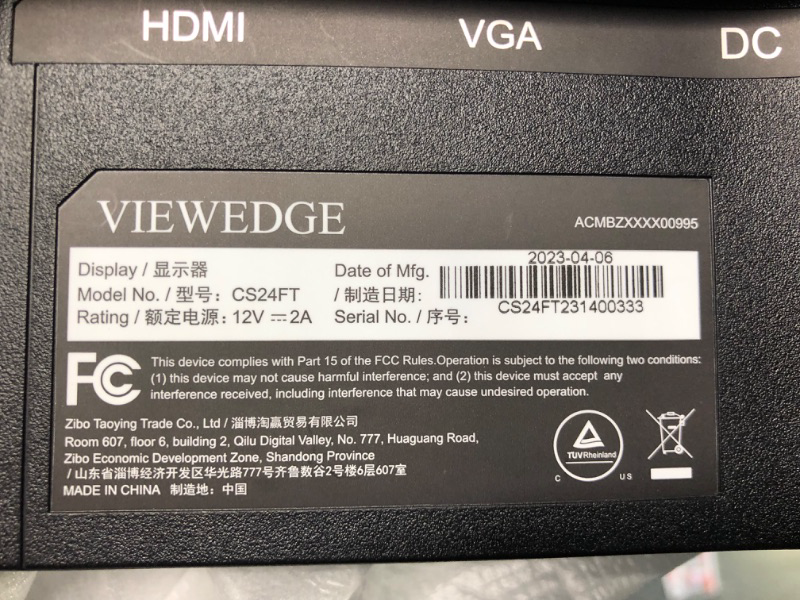 HDMI VGA DC
VIEWEDGE
ACMBZXXXX00995
Display / 显示器
Model No. / 型号: CS24FT
Rating / 额定电源: 12V ⎓ 2A
Date of Mfg.
/ 制造日期:
Serial No. / 序号:
2023-04-06
CS24FT231400333
FC
This device complies with Part 15 of the FCC Rules.Operation is subject to the following two conditions:
(1) this device may not cause harmful interference; and (2) this device must accept any
interference received, including interference that may cause undesired operation.
Zibo Taoying Trade Co., Ltd / 淄博淘赢贸易有限公司
Room 607, floor 6, building 2, Qilu Digital Valley, No. 777, Huaguang Road,
Zibo Economic Development Zone, Shandong Province
/ 山东省淄博经济开发区华光路777号齐鲁数谷2号楼6层607室
MADE IN CHINA 制造地: 中国
TÜVRheinland
C US